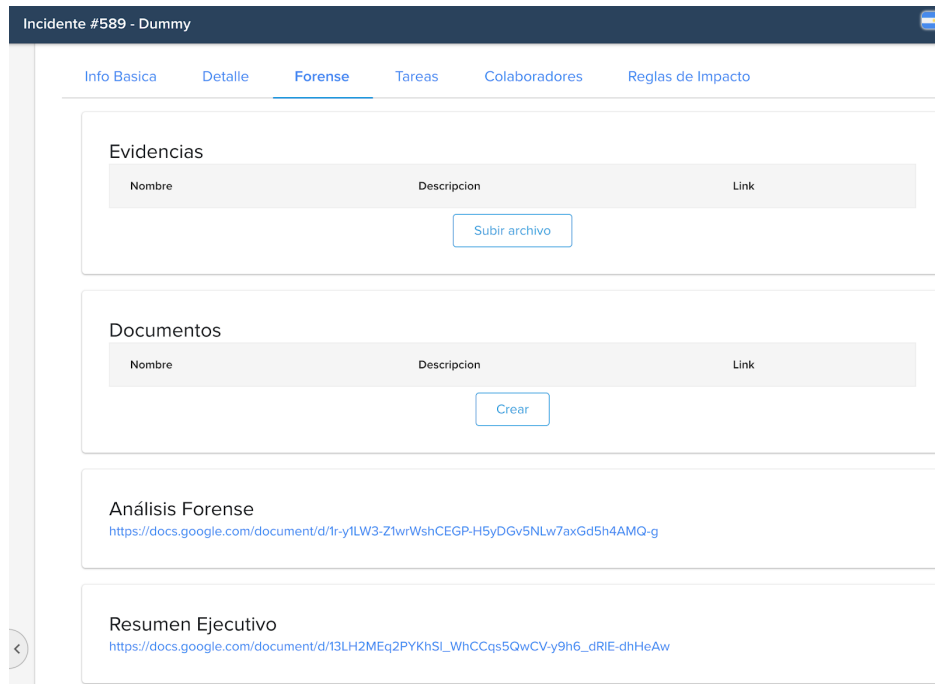 Incidente #589 - Dummy
Info Basica Detalle Forense Tareas Colaboradores Reglas de Impacto
Evidencias
Nombre Descripcion Link
Subir archivo
Documentos
Nombre Descripcion Link
Crear
Análisis Forense
https://docs.google.com/document/d/1r-y1LW3-Z1wrWshCEGP-H5yDGv5NLw7axGd5h4AMQ-g
Resumen Ejecutivo
https://docs.google.com/document/d/13LH2MEq2PYKhSl_WhCCqs5QwCV-y9h6_dRlE-dhHeAw